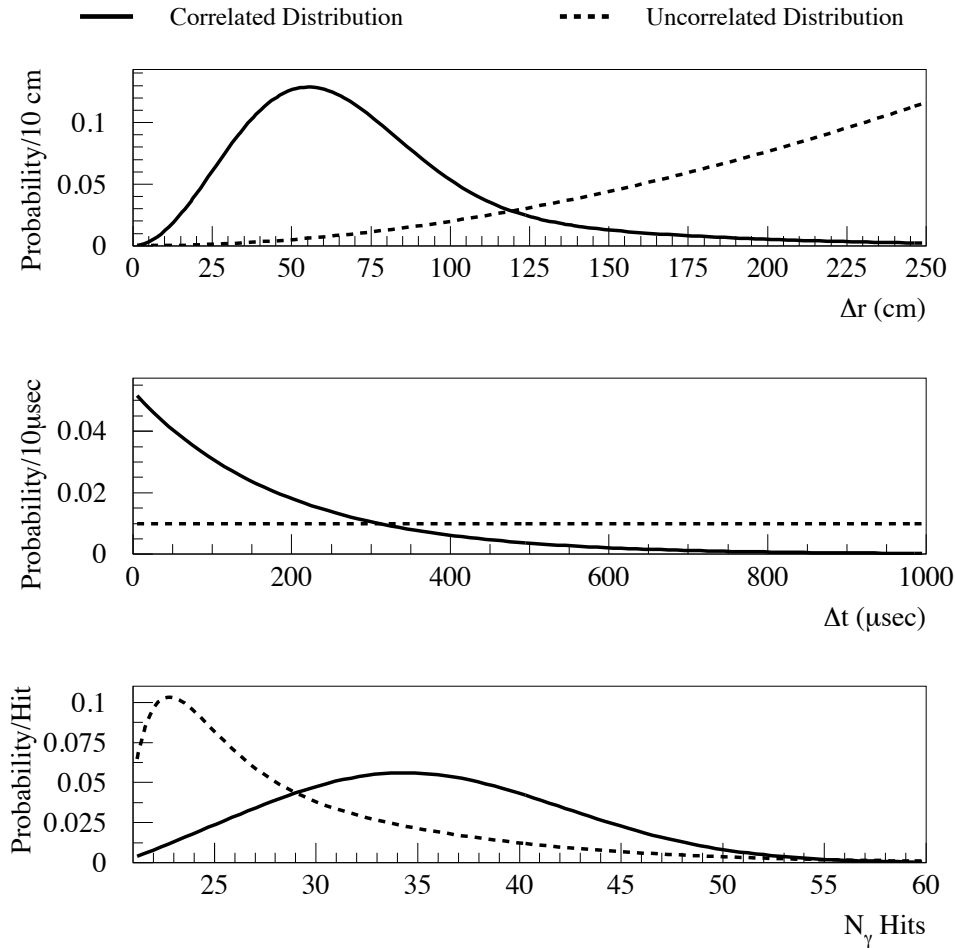 Correlated Distribution Uncorrelated Distribution
Probability/10 cm
0.1
0.05
0
0 25 50 75 100 120 150 175 200 225 250
Δr (cm)
Probability/10μsec
0.04
0.02
0
0 200 400 600 800 1000
Δt (μsec)
Probability/Hit
0.1
0.075
0.050
0.025
0
25 30 35 40 45 50 55 60
Nγ Hits